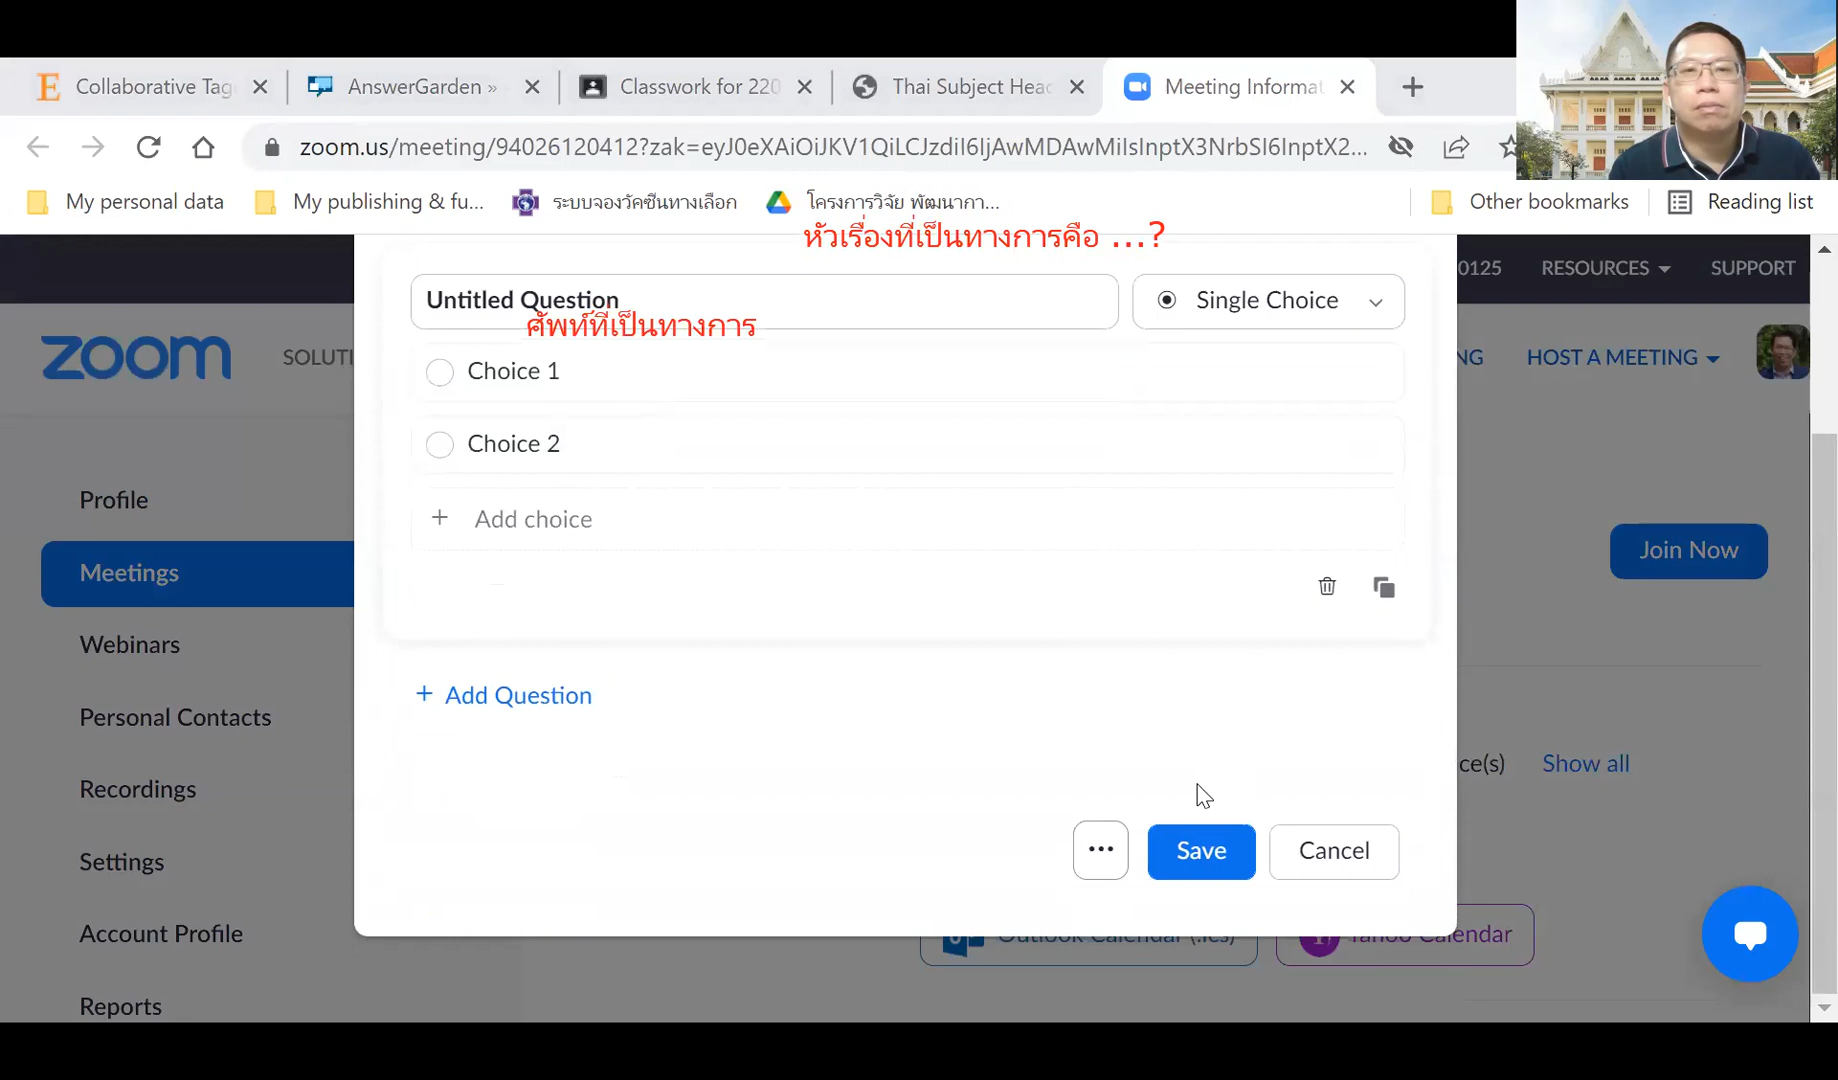 Collaborative Tag
AnswerGarden »
Classwork for 220
Thai Subject Head
Meeting Informat
zoom.us/meeting/94026120412?zak=eyJ0eXAiOiJKV1QiLCJzdiI6IjAwMDAwMiIsInptX3NrbSI6InptX2...
My personal data
My publishing & fu...
ระบบจองวัคซีนทางเลือก
โครงการวิจัย พัฒนากา...
Other bookmarks
Reading list
หัวเรื่องที่เป็นทางการคือ ...?
0125
RESOURCES
SUPPORT
Untitled Question
Single Choice
ศัพท์ที่เป็นทางการ
zoom
SOLUTI
NG
HOST A MEETING
Choice 1
Choice 2
Profile
Add choice
Join Now
Meetings
Webinars
Add Question
Personal Contacts
ce(s)
Show all
Recordings
...
Save
Cancel
Settings
Account Profile
Outlook Calendar (.ics)
Yahoo Calendar
Reports